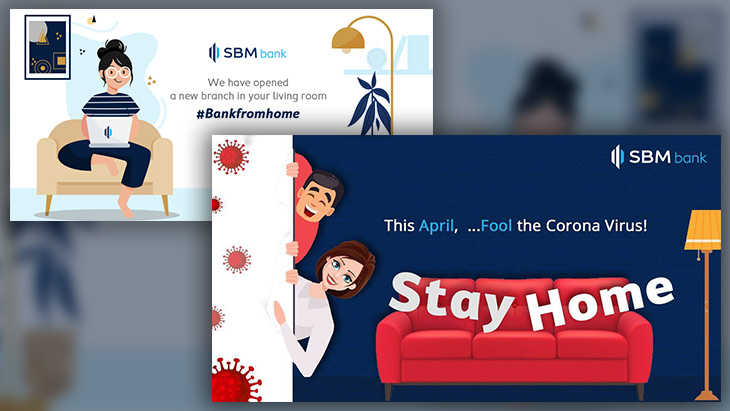 SBM bank
We have opened
a new branch in your living room
#Bankfromhome
SBM bank
This April, ...Fool the Corona Virus!
Stay Home